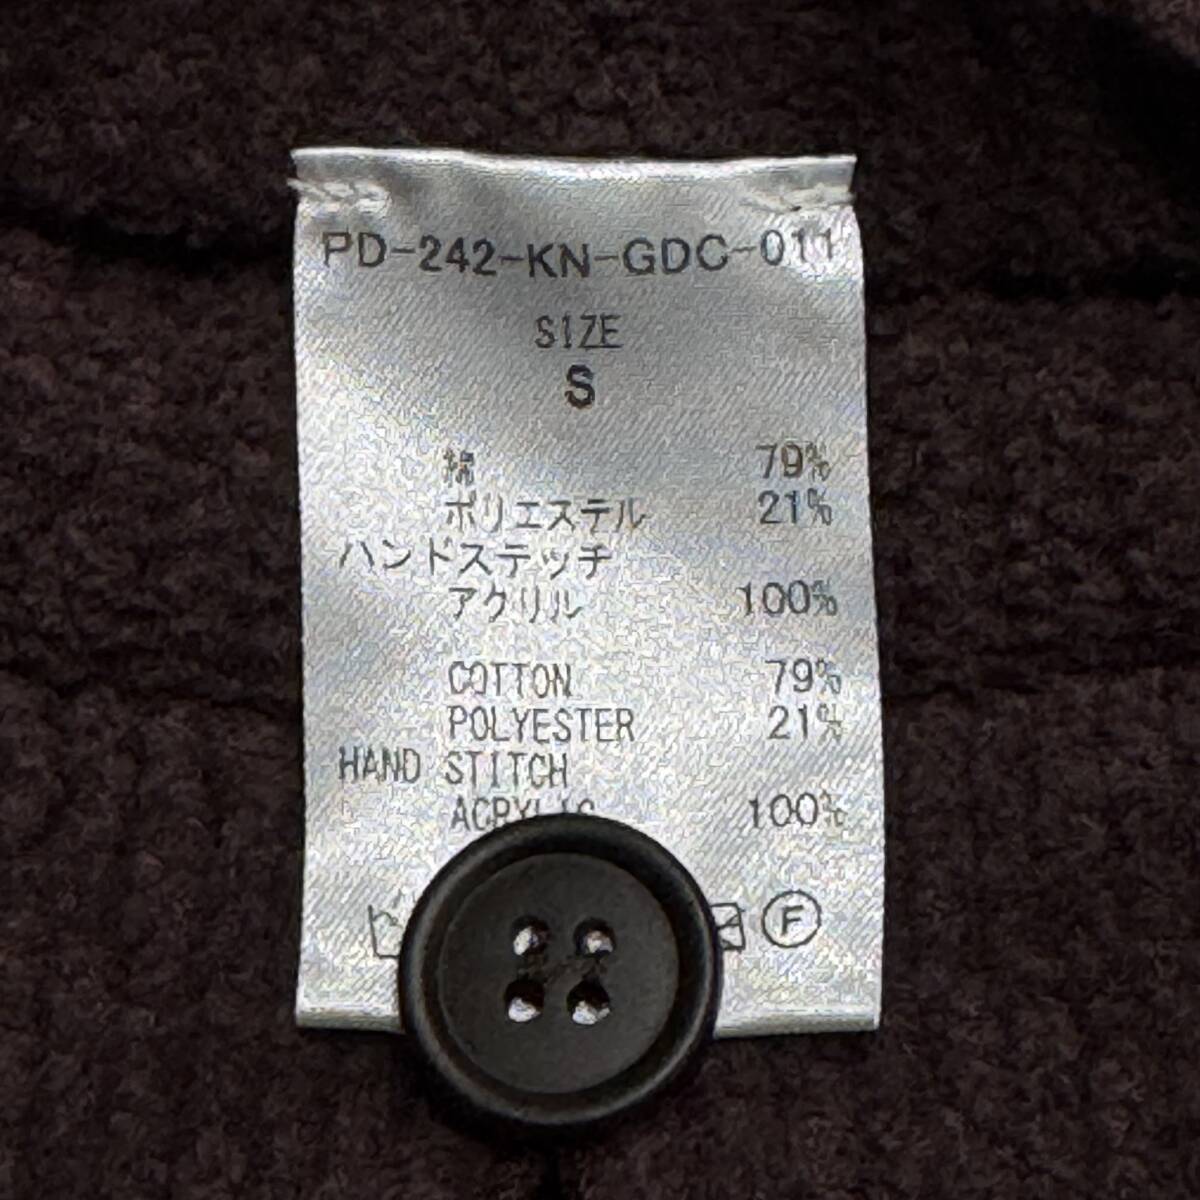 PD-242-KN-GDC-011
SIZE
S
綿 79%
ポリエステル 21%
ハンドステッチ
アクリル 100%
COTTON 79%
POLYESTER 21%
HAND STITCH
ACRYLIC 100%
F